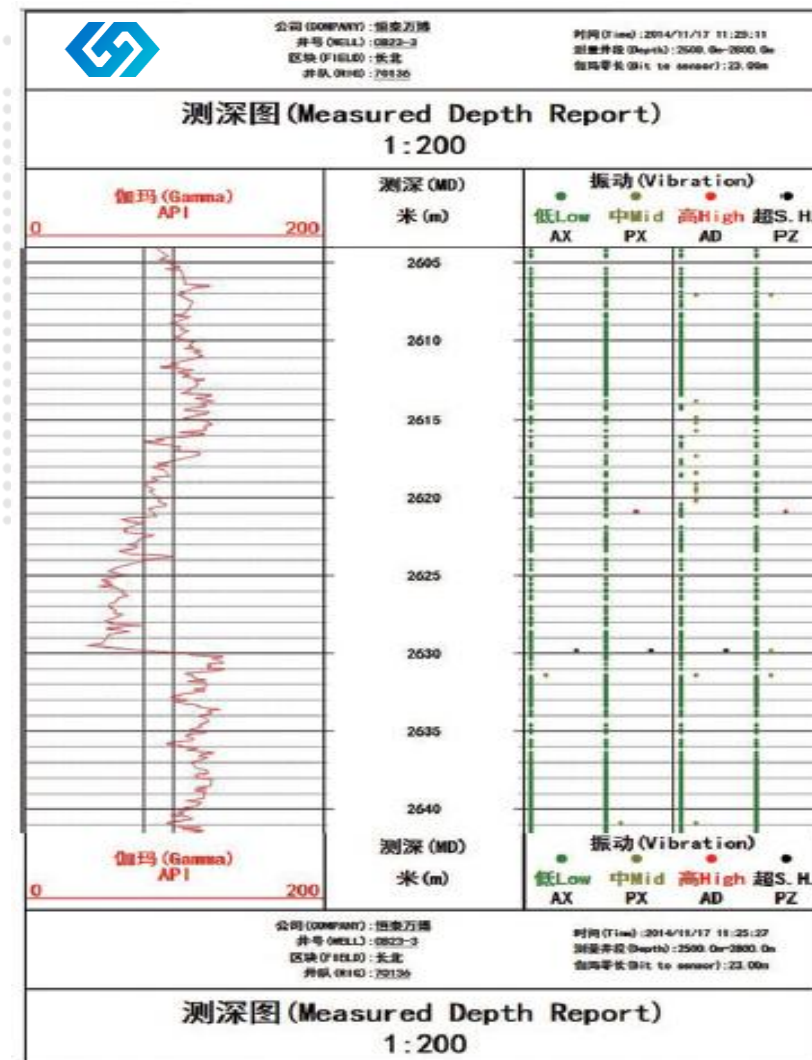 公司(COMPANY):恒泰万博
井号(WELL):CB23-3
区块(FIELD):长北
井队(RIG):70136
时间(Time):2014/11/17 11:25:11
测量井段(Depth):2500.0m-2800.0m
伽玛零长(Bit to sensor):23.00m
测深图(Measured Depth Report)
1:200
伽玛(Gamma)
API
0 200
测深(MD)
米(m)
振动(Vibration)
低Low 中Mid 高High 超S.H
AX PX AD PZ
2605
2610
2615
2620
2625
2630
2635
2640
伽玛(Gamma)
API
0 200
测深(MD)
米(m)
振动(Vibration)
低Low 中Mid 高High 超S.H
AX PX AD PZ
公司(COMPANY):恒泰万博
井号(WELL):CB23-3
区块(FIELD):长北
井队(RIG):70136
时间(Time):2014/11/17 11:25:27
测量井段(Depth):2500.0m-2800.0m
伽玛零长(Bit to sensor):23.00m
测深图(Measured Depth Report)
1:200